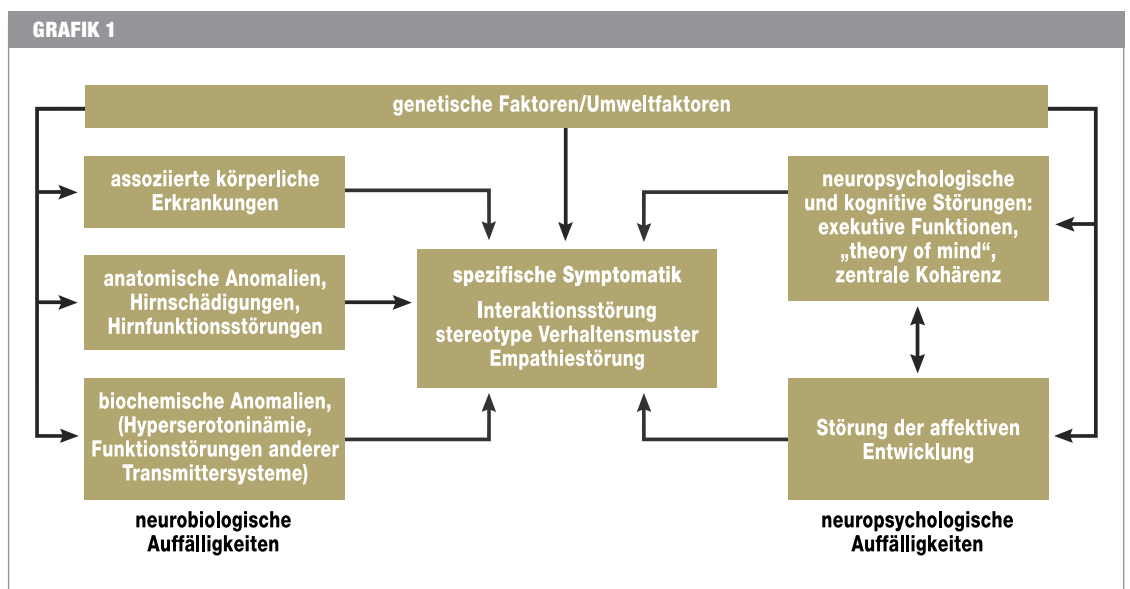 GRAFIK 1
genetische Faktoren/Umweltfaktoren
assoziierte körperliche
Erkrankungen
anatomische Anomalien,
Hirnschädigungen,
Hirnfunktionsstörungen
biochemische Anomalien,
(Hyperserotoninämie,
Funktionstörungen anderer
Transmittersysteme)
neurobiologische
Auffälligkeiten
spezifische Symptomatik
Interaktionsstörung
stereotype Verhaltensmuster
Empathiestörung
neuropsychologische
und kognitive Störungen:
exekutive Funktionen,
„theory of mind“,
zentrale Kohärenz
Störung der affektiven
Entwicklung
neuropsychologische
Auffälligkeiten